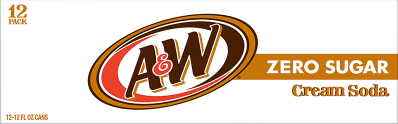 12
PACK
A&W
ZERO SUGAR
Cream Soda
12-12 FL OZ CANS